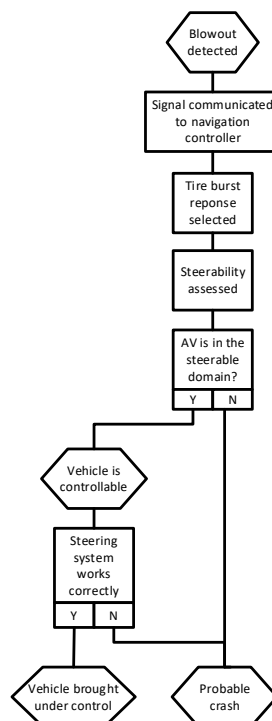 Blowout
detected
Signal communicated
to navigation
controller
Tire burst
reponse
selected
Steerability
assessed
AV is in the
steerable
domain?
Y
N
Vehicle is
controllable
Steering
system
works
correctly
Y
N
Vehicle brought
under control
Probable
crash